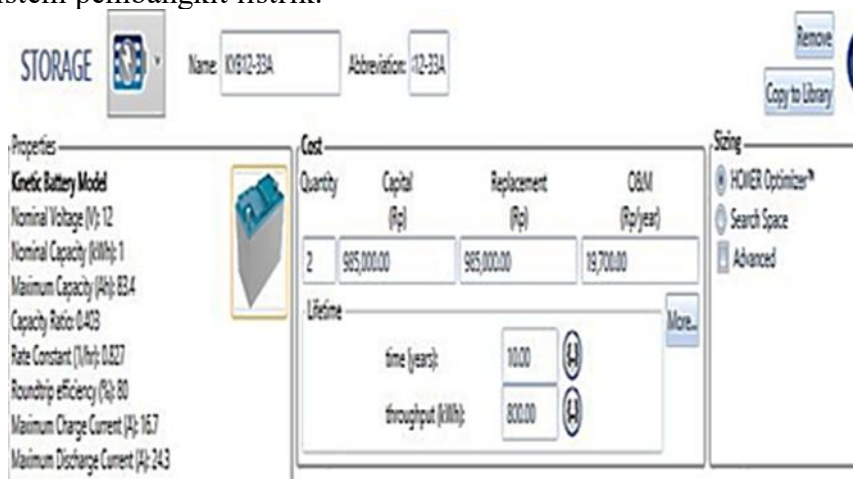 pembangkit listrik.
STORAGE
Name: KYB12-33A
Abbreviation: 12-33A
Remove
Copy to Library
Properties
Kinetic Battery Model
Nominal Voltage (V): 12
Nominal Capacity (kWh): 1
Maximum Capacity (Ah): 83.4
Capacity Ratio: 0.403
Rate Constant (1/hr): 0.827
Roundtrip efficiency (%): 80
Maximum Charge Current (A): 16.7
Maximum Discharge Current (A): 24.3
Cost
Quantity Capital (Rp) Replacement (Rp) O&M (Rp/year)
2 985,000.00 985,000.00 19,700.00
Lifetime
time (years): 10.00
throughput (kWh): 800.00
More...
Sizing
HOMER Optimizer™
Search Space
Advanced